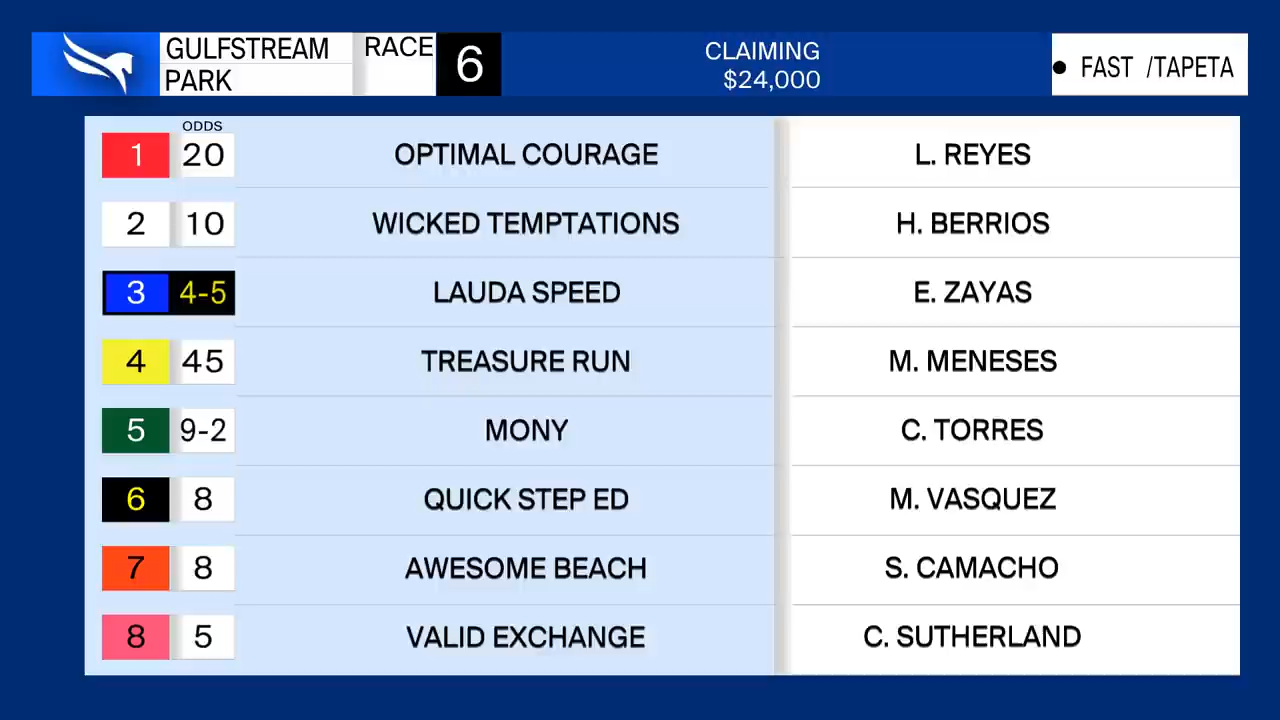 GULFSTREAM
PARK
RACE
6
CLAIMING
$24,000
● FAST /TAPETA
ODDS
1 20 OPTIMAL COURAGE L. REYES
2 10 WICKED TEMPTATIONS H. BERRIOS
3 4-5 LAUDA SPEED E. ZAYAS
4 45 TREASURE RUN M. MENESES
5 9-2 MONY C. TORRES
6 8 QUICK STEP ED M. VASQUEZ
7 8 AWESOME BEACH S. CAMACHO
8 5 VALID EXCHANGE C. SUTHERLAND